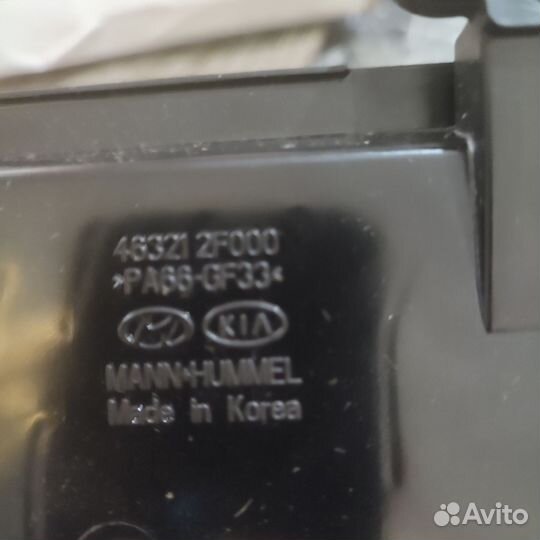 46321 2F000
>PA66-GF33<
KIA
MANN+HUMMEL
Made in Korea
Avito